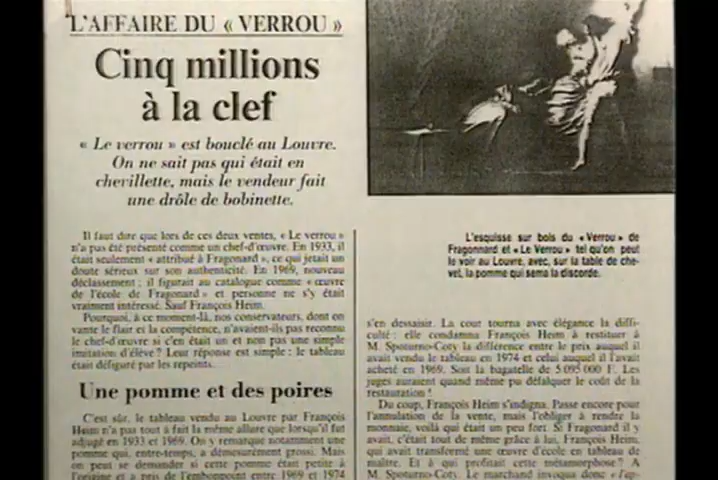 L'AFFAIRE DU « VERROU »
Cinq millions
à la clef
« Le verrou » est bouclé au Louvre.
On ne sait pas qui était en
chevillette, mais le vendeur fait
une drôle de bobinette.
Il faut dire que lors de ces deux ventes, « Le verrou »
n'a pas été présenté comme un chef-d'œuvre. En 1933, il
était seulement « attribué à Fragonard », ce qui jetait un
doute sérieux sur son authenticité. En 1969, nouveau
déclassement : il figurait au catalogue comme « œuvre
de l'école de Fragonard » et personne ne s'y était
vraiment intéressé. Sauf François Heim.
Pourquoi, à ce moment-là, nos conservateurs, dont on
vante le flair et la compétence, n'avaient-ils pas reconnu
le chef-d'œuvre si c'en était un et non pas une simple
imitation d'élève ? Leur réponse est simple : le tableau
était défiguré par les repeints.
Une pomme et des poires
C'est sûr, le tableau vendu au Louvre par François
Heim n'a pas tout à fait la même allure que lorsqu'il fut
adjugé en 1933 et 1969. On y remarque notamment une
pomme qui, entre-temps, a démesurément grossi. Mais
on peut se demander si cette pomme était petite à
l'origine et a pris de l'embonpoint entre 1969 et 1974
L'esquisse sur bois du « Verrou » de
Fragonnard et « Le Verrou » tel qu'on peut
le voir au Louvre, avec, sur la table de che-
vet, la pomme qui sema la discorde.
s'en dessaisir. La cour tourna avec élégance la diffi-
culté : elle condamna François Heim à restituer à
M. Spoturno-Coty la différence entre le prix auquel il
avait vendu le tableau en 1974 et celui auquel il l'avait
acheté en 1969. Soit la bagatelle de 5 095 000 F. Les
juges auraient quand même pu défalquer le coût de la
restauration !
Du coup, François Heim s'indigna. Passe encore pour
l'annulation de la vente, mais l'obliger à rendre la
monnaie, voilà qui était un peu fort. Si Fragonard il y
avait, c'était tout de même grâce à lui, François Heim,
qui avait transformé une œuvre d'école en tableau de
maître. Et à qui profitait cette métamorphose ? A
M. Spoturno-Coty. Le marchand invoqua donc